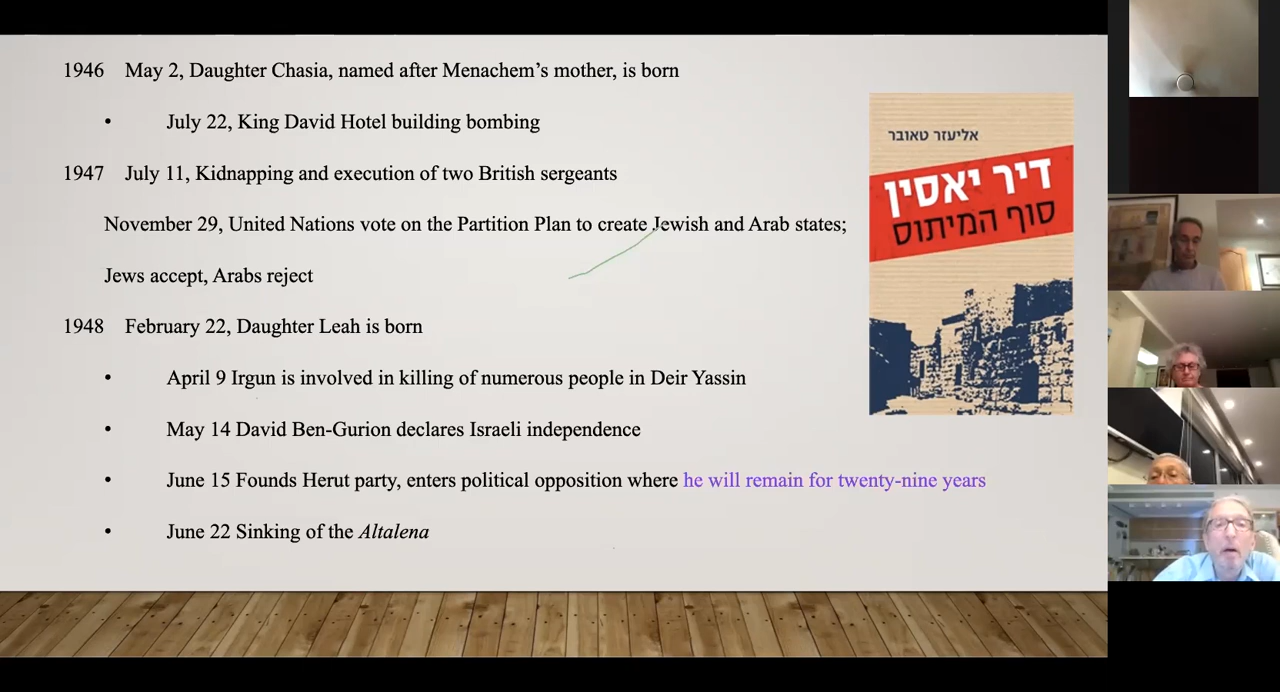 1946 May 2, Daughter Chasia, named after Menachem’s mother, is born
• July 22, King David Hotel building bombing
1947 July 11, Kidnapping and execution of two British sergeants
November 29, United Nations vote on the Partition Plan to create Jewish and Arab states;
Jews accept, Arabs reject
1948 February 22, Daughter Leah is born
• April 9 Irgun is involved in killing of numerous people in Deir Yassin
• May 14 David Ben-Gurion declares Israeli independence
• June 15 Founds Herut party, enters political opposition where he will remain for twenty-nine years
• June 22 Sinking of the Altalena
אליעזר טאובר
דיר יאסין
סוף המיתוס